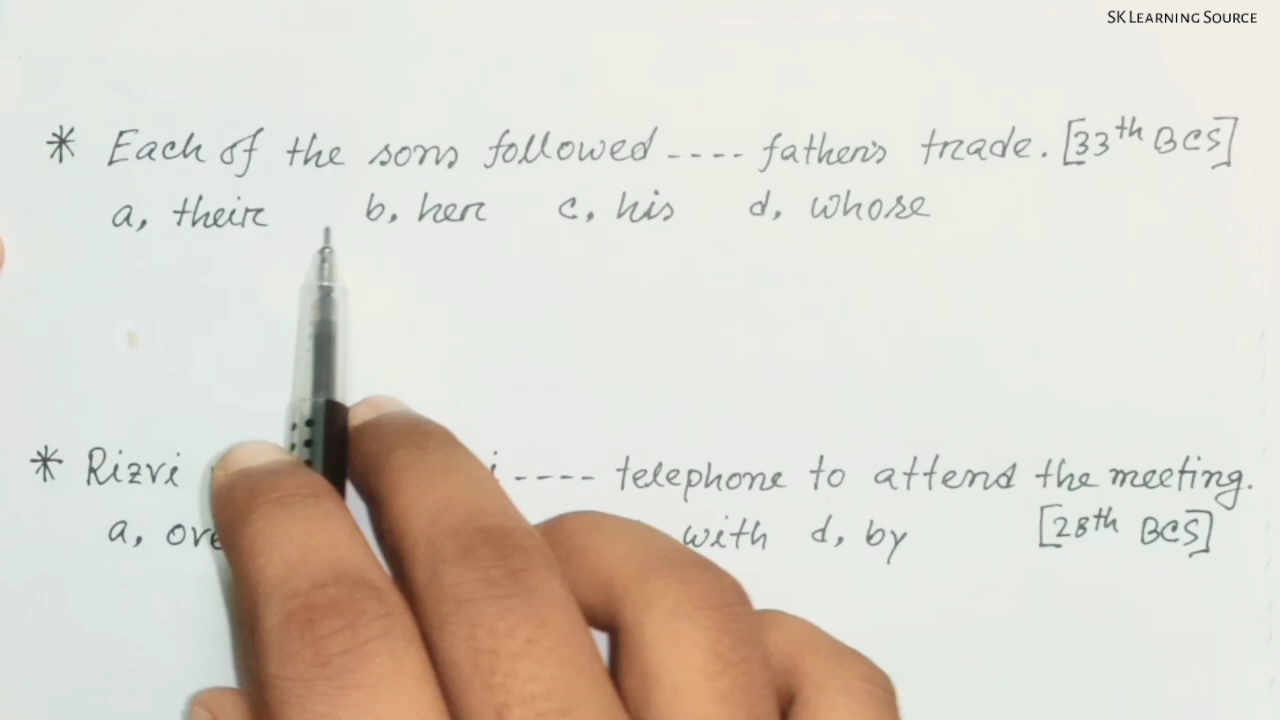 SK LEARNING SOURCE
* Each of the sons followed ---- father's trade. [33th BCS]
a, their b, her c, his d, whose
* Rizvi ---- telephone to attend the meeting.
a, with d, by [28th BCS]